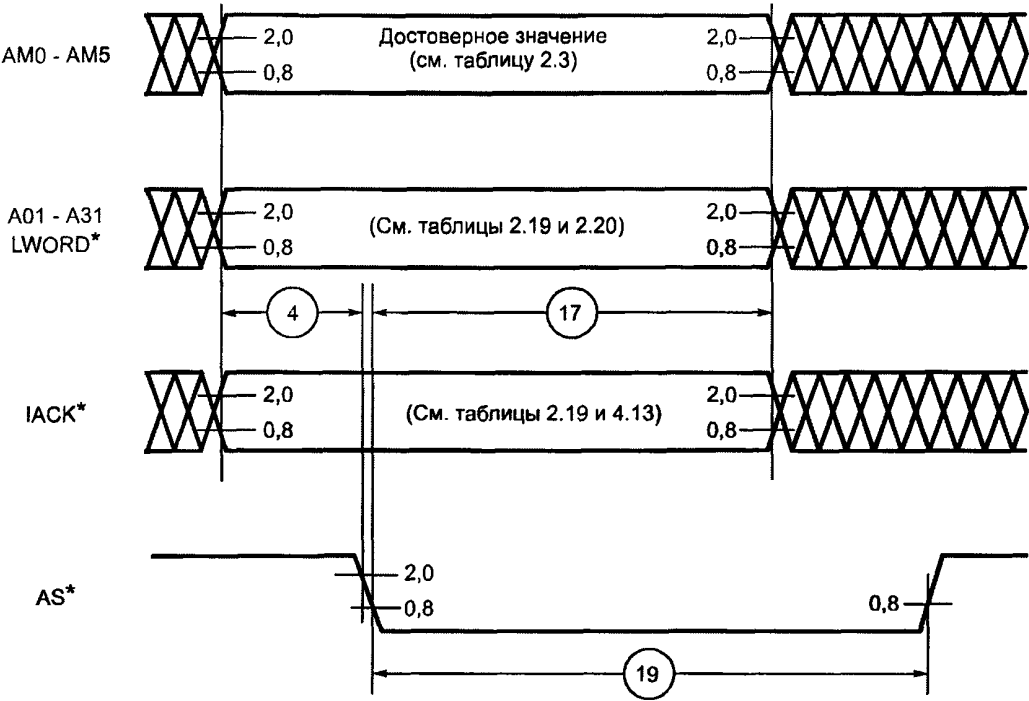 AM0 - AM5
2,0
0,8
Достоверное значение
(см. таблицу 2.3)
2,0
0,8
A01 - A31
LWORD*
2,0
0,8
(См. таблицы 2.19 и 2.20)
2,0
0,8
4
17
IACK*
2,0
0,8
(См. таблицы 2.19 и 4.13)
2,0
0,8
AS*
2,0
0,8
0,8
19